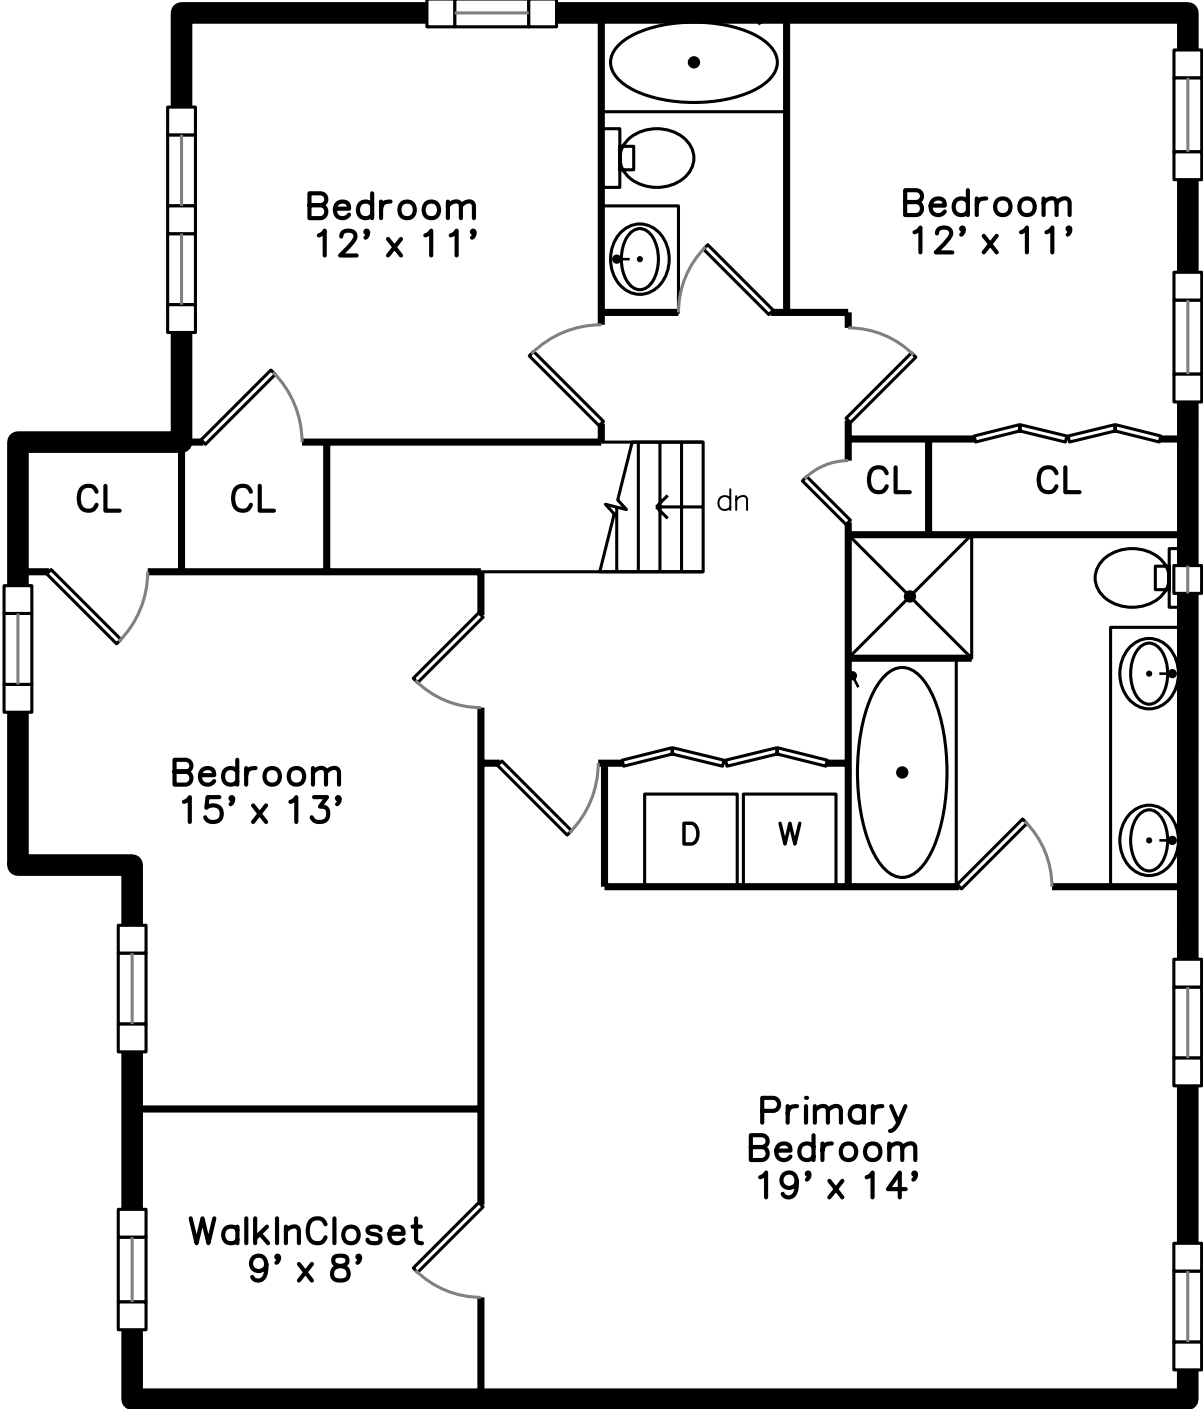 Bedroom
12' x 11'
Bedroom
12' x 11'
CL
CL
dn
CL
CL
Bedroom
15' x 13'
D
W
Primary
Bedroom
19' x 14'
WalkInCloset
9' x 8'